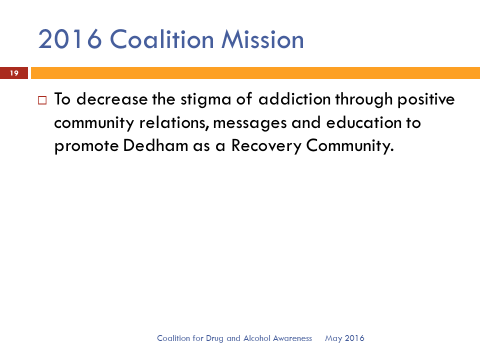 2016 Coalition Mission
19
To decrease the stigma of addiction through positive
community relations, messages and education to
promote Dedham as a Recovery Community.
Coalition for Drug and Alcohol Awareness May 2016